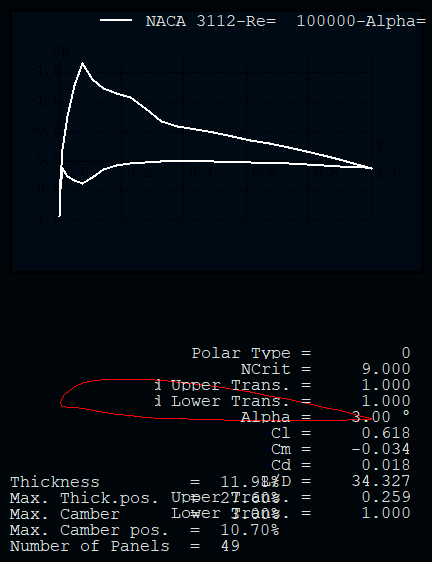 NACA 3112-Re=  100000-Alpha=
Cp
X
Polar Type =      0
NCrit =      9.000
Upper Trans. =      1.000
Lower Trans. =      1.000
Alpha =      3.00 °
Cl =      0.618
Cm =      -0.034
Cd =      0.018
L/D =      34.327
Upper Trans. =      0.259
Lower Trans. =      1.000
Thickness          =  11.98%
Max. Thick.pos.    =  27.60%
Max. Camber        =  3.00%
Max. Camber pos.   =  10.70%
Number of Panels   =  49